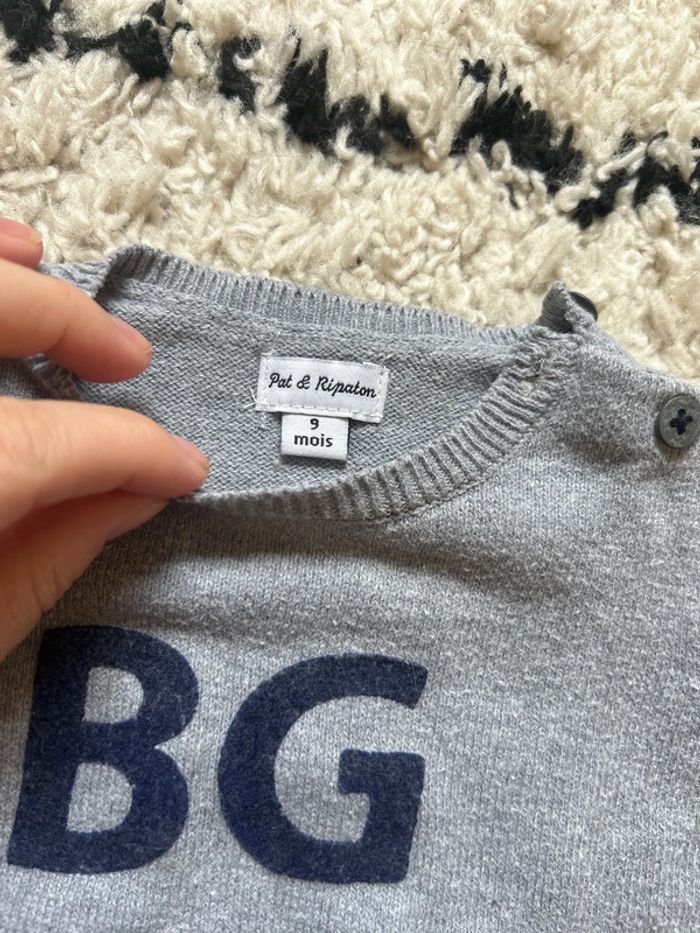 Pat & Ripaton
9
mois
BG